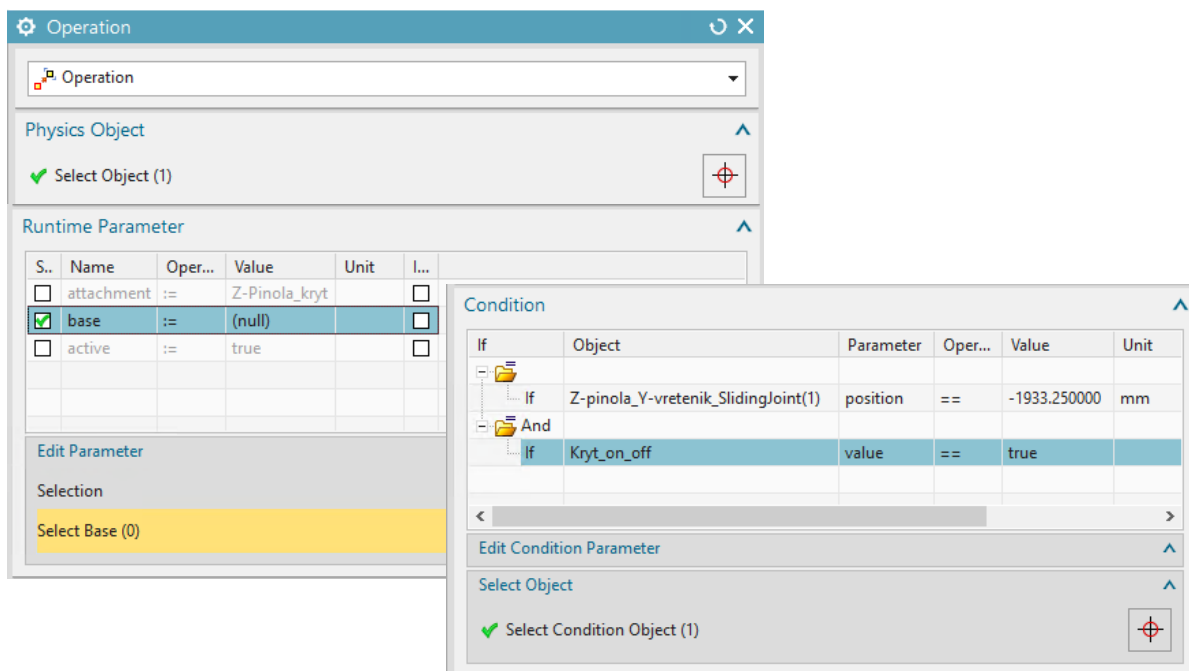 Operation
Operation
Physics Object
Select Object (1)
Runtime Parameter
S.. Name Oper... Value Unit I...
attachment := Z-Pinola_kryt
base := (null)
active := true
Edit Parameter
Selection
Select Base (0)
Condition
If Object Parameter Oper... Value Unit
If Z-pinola_Y-vretenik_SlidingJoint(1) position == -1933.250000 mm
And
If Kryt_on_off value == true
Edit Condition Parameter
Select Object
Select Condition Object (1)